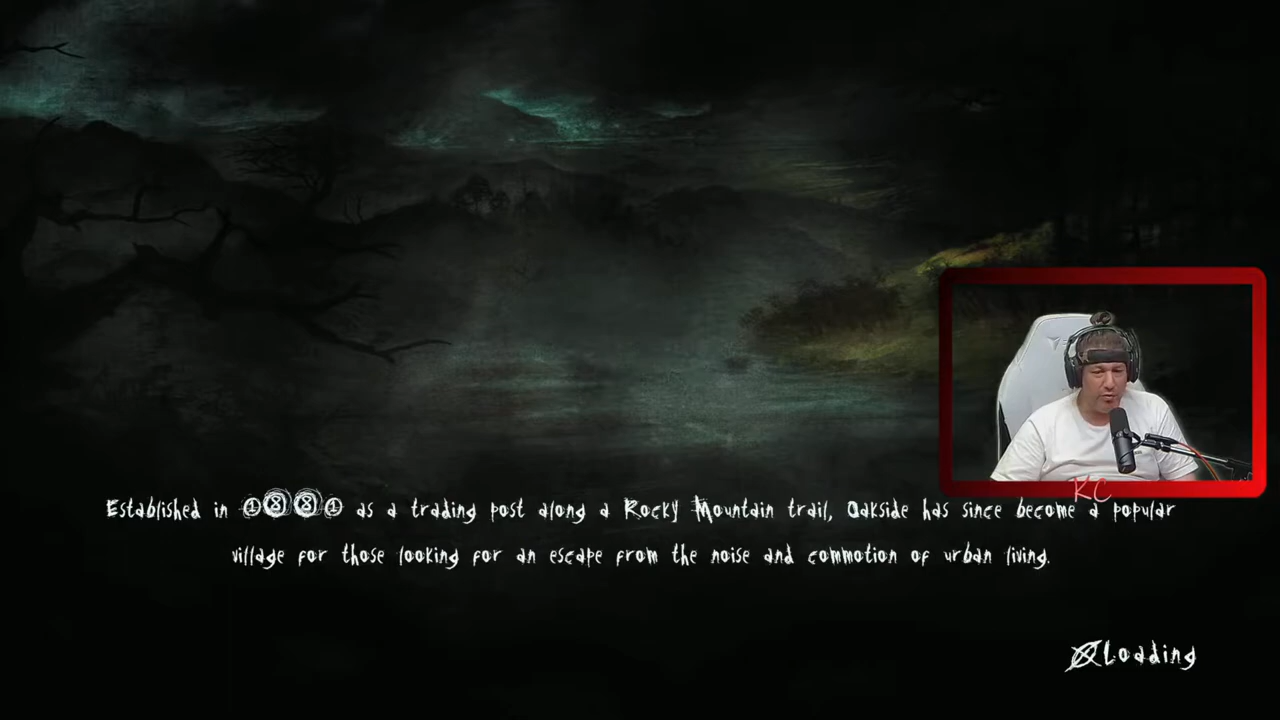 Established in ①⑧⑧① as a trading post along a Rocky Mountain trail, Oakside has since become a popular
village for those looking for an escape from the noise and commotion of urban living.
KC
Loading